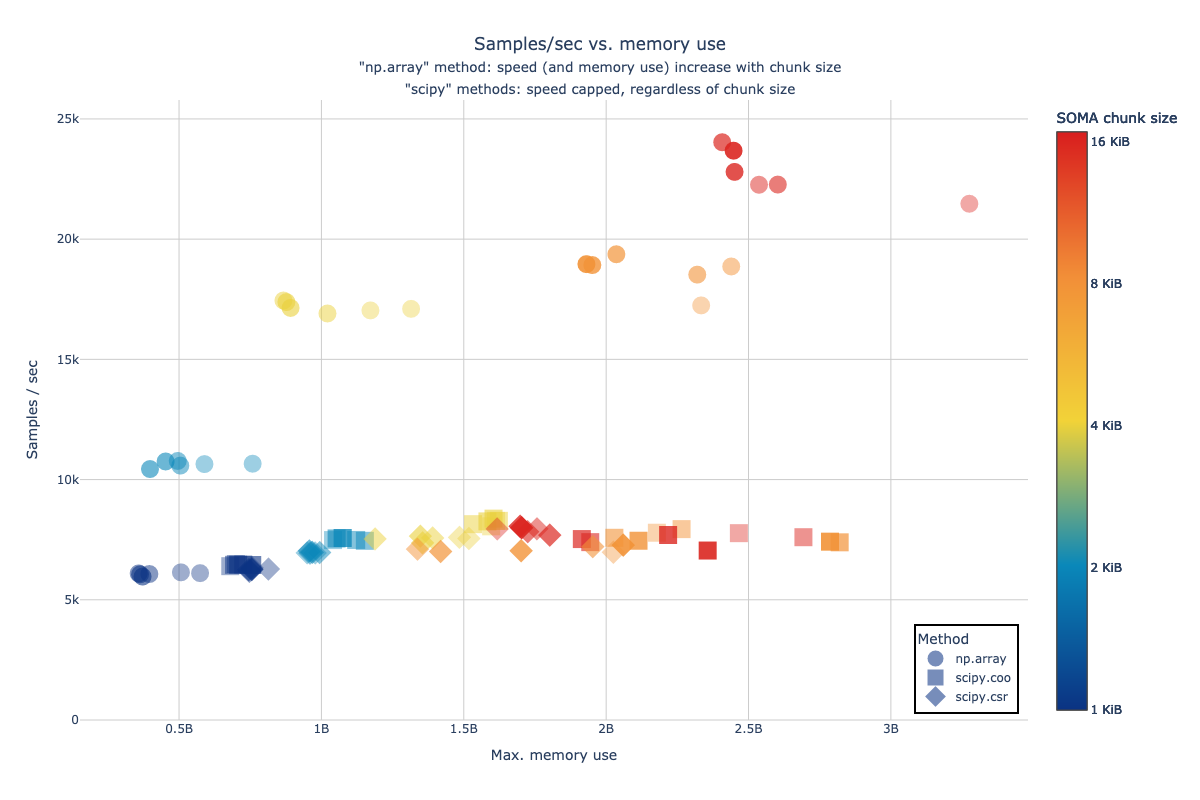 Samples/sec vs. memory use
"np.array" method: speed (and memory use) increase with chunk size
"scipy" methods: speed capped, regardless of chunk size
SOMA chunk size
16 KiB
8 KiB
4 KiB
2 KiB
1 KiB
25k
20k
15k
10k
5k
0
Samples / sec
0.5B
1B
1.5B
2B
2.5B
3B
Max. memory use
Method
np.array
scipy.coo
scipy.csr